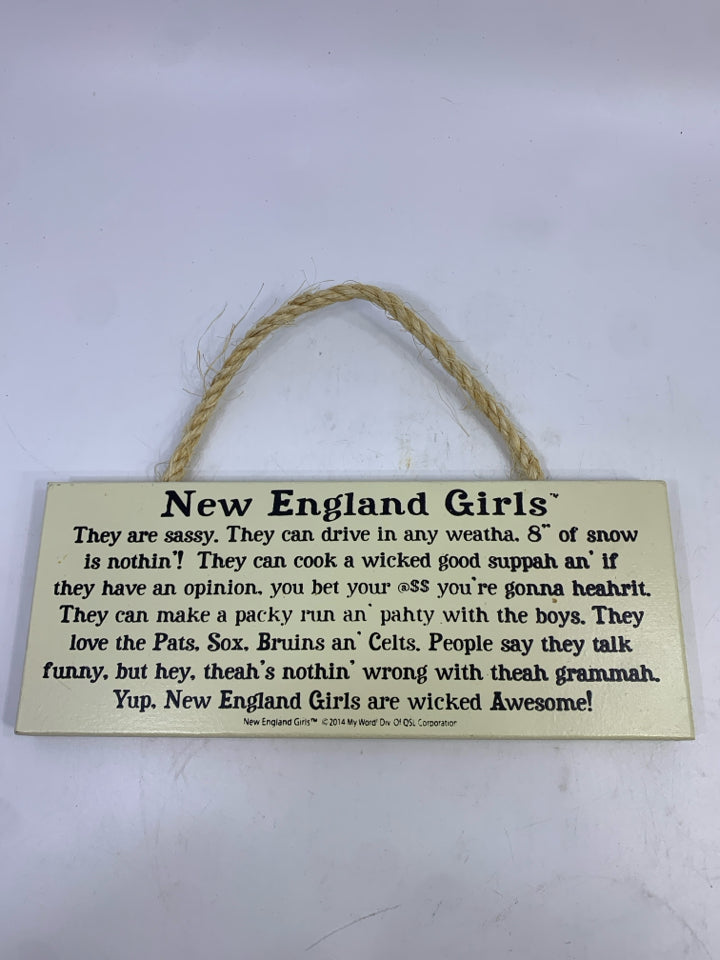 New England Girls™
They are sassy. They can drive in any weatha. 8" of snow
is nothin'! They can cook a wicked good suppah an' if
they have an opinion, you bet your @$$ you're gonna heahrit.
They can make a packy run an' pahty with the boys. They
love the Pats, Sox, Bruins an' Celts. People say they talk
funny, but hey, theah's nothin' wrong with theah grammah.
Yup, New England Girls are wicked Awesome!
New England Girls™ ©2014 My Word! Div. Of QSL Corporation